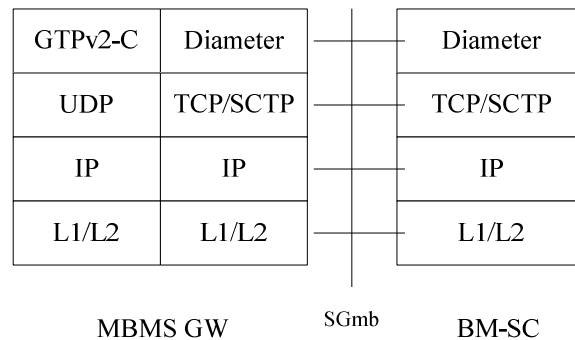 GTPv2-C Diameter Diameter
UDP TCP/SCTP TCP/SCTP
IP IP IP
L1/L2 L1/L2 L1/L2
MBMS GW SGmb BM-SC